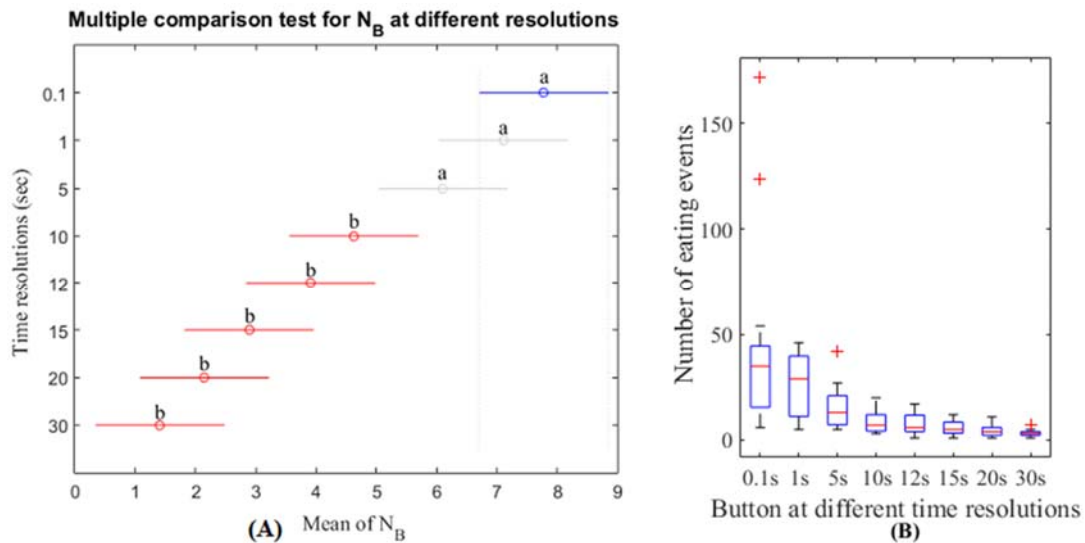 Multiple comparison test for N_B at different resolutions
a
0.1
a
1
a
5
b
10
b
12
b
15
b
20
b
30
Time resolutions (sec)
0 1 2 3 4 5 6 7 8 9
(A) Mean of N_B
150
100
50
0
Number of eating events
0.1s 1s 5s 10s 12s 15s 20s 30s
Button at different time resolutions
(B)